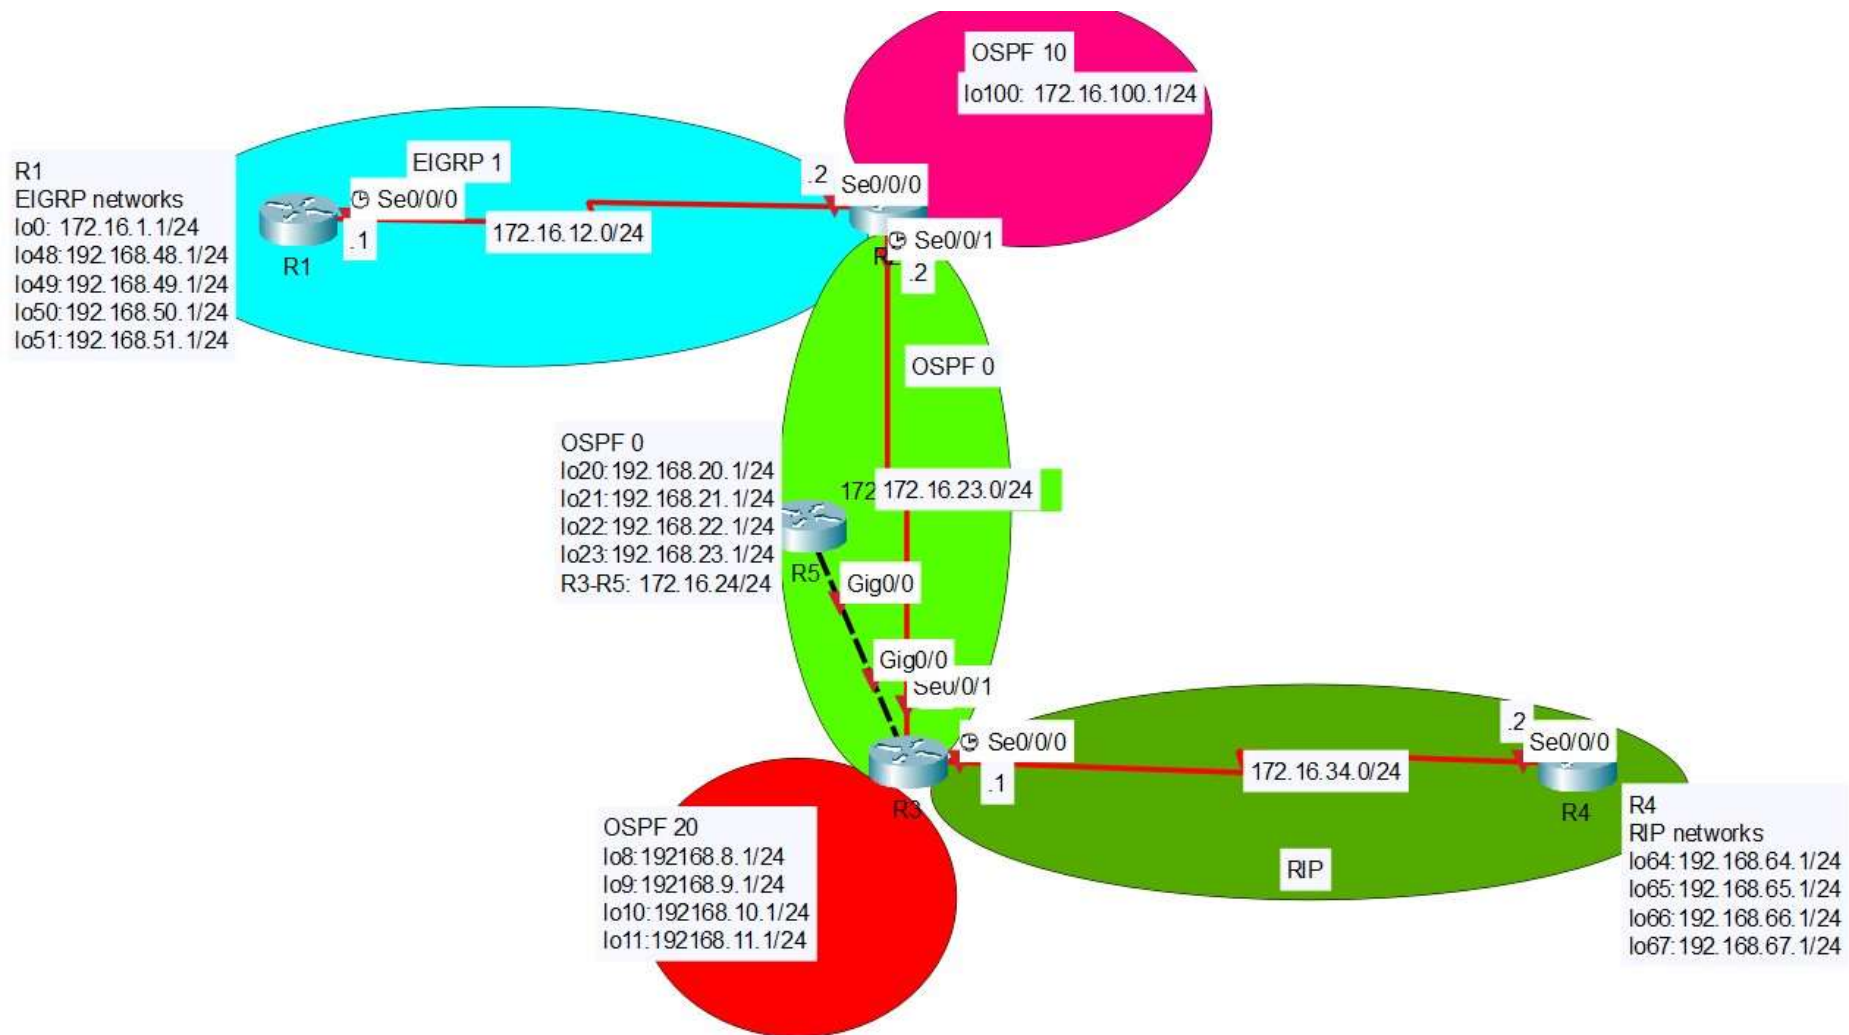 OSPF 10
lo100: 172.16.100.1/24
R1
EIGRP networks
lo0: 172.16.1.1/24
lo48:192.168.48.1/24
lo49:192.168.49.1/24
lo50:192.168.50.1/24
lo51:192.168.51.1/24
EIGRP 1
Se0/0/0
.1
R1
172.16.12.0/24
.2
Se0/0/0
Se0/0/1
.2
OSPF 0
OSPF 0
lo20:192.168.20.1/24
lo21:192.168.21.1/24
lo22:192.168.22.1/24
lo23:192.168.23.1/24
R3-R5: 172.16.24/24
172
172.16.23.0/24
R5
Gig0/0
Gig0/0
Se0/0/1
R3
Se0/0/0
.1
172.16.34.0/24
.2
Se0/0/0
R4
RIP
OSPF 20
lo8:192168.8.1/24
lo9:192168.9.1/24
lo10:192168.10.1/24
lo11:192168.11.1/24
R4
RIP networks
lo64:192.168.64.1/24
lo65:192.168.65.1/24
lo66:192.168.66.1/24
lo67:192.168.67.1/24